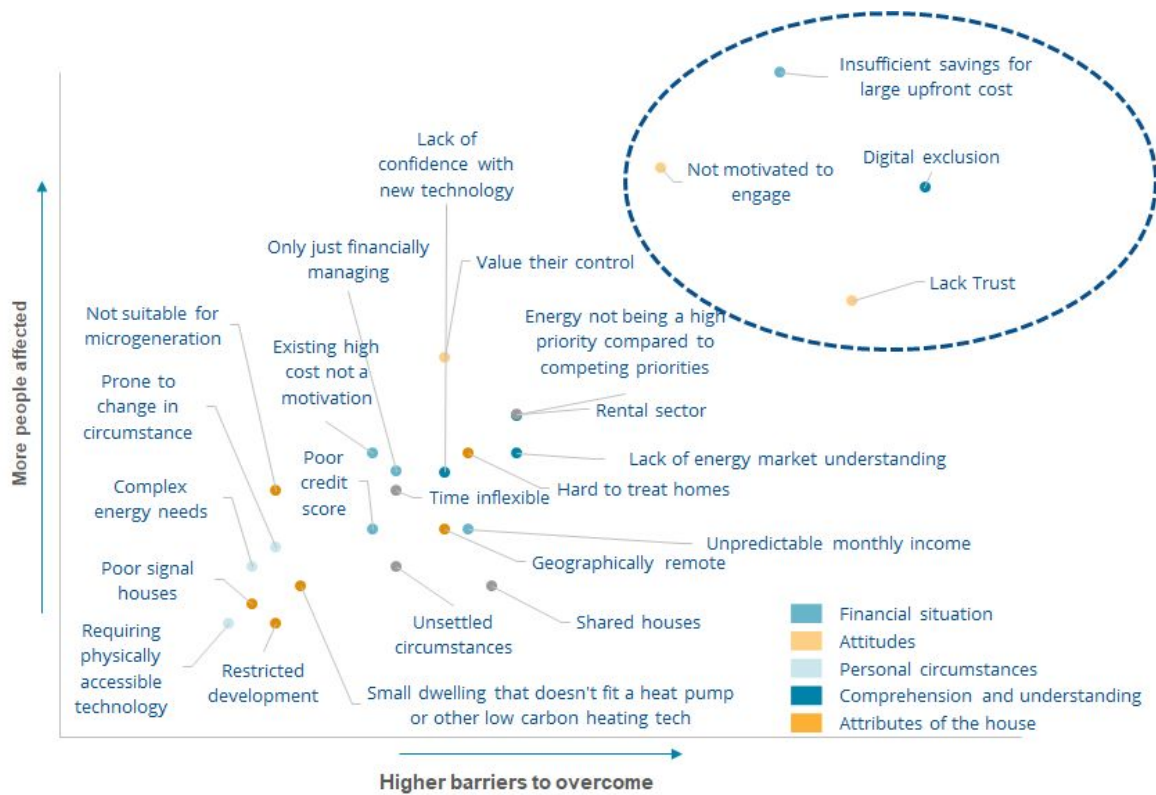 Insufficient savings for
large upfront cost
Lack of
confidence with
new technology
Digital exclusion
Not motivated to
engage
Only just financially
managing
Value their control
Lack Trust
Not suitable for
microgeneration
Energy not being a high
priority compared to
competing priorities
Existing high
cost not a
motivation
Prone to
change in
circumstance
Rental sector
Poor
credit
score
Lack of energy market understanding
Complex
energy needs
Time inflexible
Hard to treat homes
Unpredictable monthly income
Poor signal
houses
Geographically remote
Requiring
physically
accessible
technology
Restricted
development
Unsettled
circumstances
Shared houses
Small dwelling that doesn't fit a heat pump
or other low carbon heating tech
Financial situation
Attitudes
Personal circumstances
Comprehension and understanding
Attributes of the house
More people affected
Higher barriers to overcome